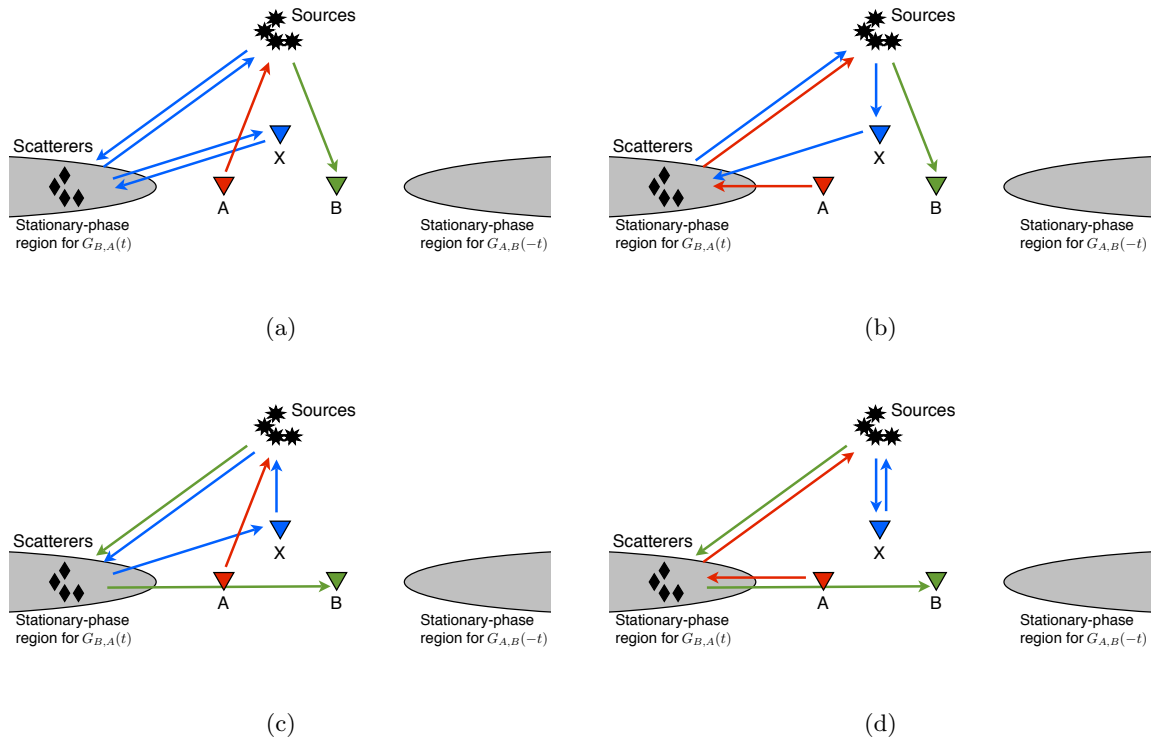 Sources
Scatterers
X
A
B
Stationary-phase
region for G_{B,A}(t)
Stationary-phase
region for G_{A,B}(-t)
(a)
Sources
Scatterers
X
A
B
Stationary-phase
region for G_{B,A}(t)
Stationary-phase
region for G_{A,B}(-t)
(b)
Sources
Scatterers
X
A
B
Stationary-phase
region for G_{B,A}(t)
Stationary-phase
region for G_{A,B}(-t)
(c)
Sources
Scatterers
X
A
B
Stationary-phase
region for G_{B,A}(t)
Stationary-phase
region for G_{A,B}(-t)
(d)